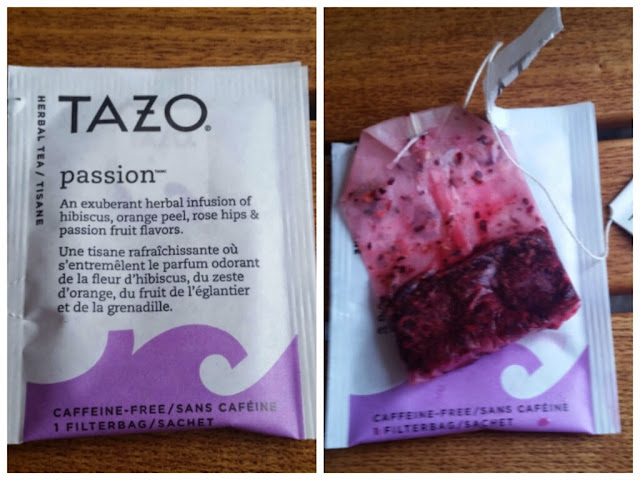 TAZO®
HERBAL TEA / TISANE
passion™/MC
An exuberant herbal infusion of
hibiscus, orange peel, rose hips &
passion fruit flavors.
Une tisane rafraîchissante où
s'entremêlent le parfum odorant
de la fleur d'hibiscus, du zeste
d'orange, du fruit de l'églantier
et de la grenadille.
CAFFEINE-FREE/SANS CAFÉINE
1 FILTERBAG/SACHET
CAFFEINE-FREE/SANS CAFÉINE
1 FILTERBAG/SACHET